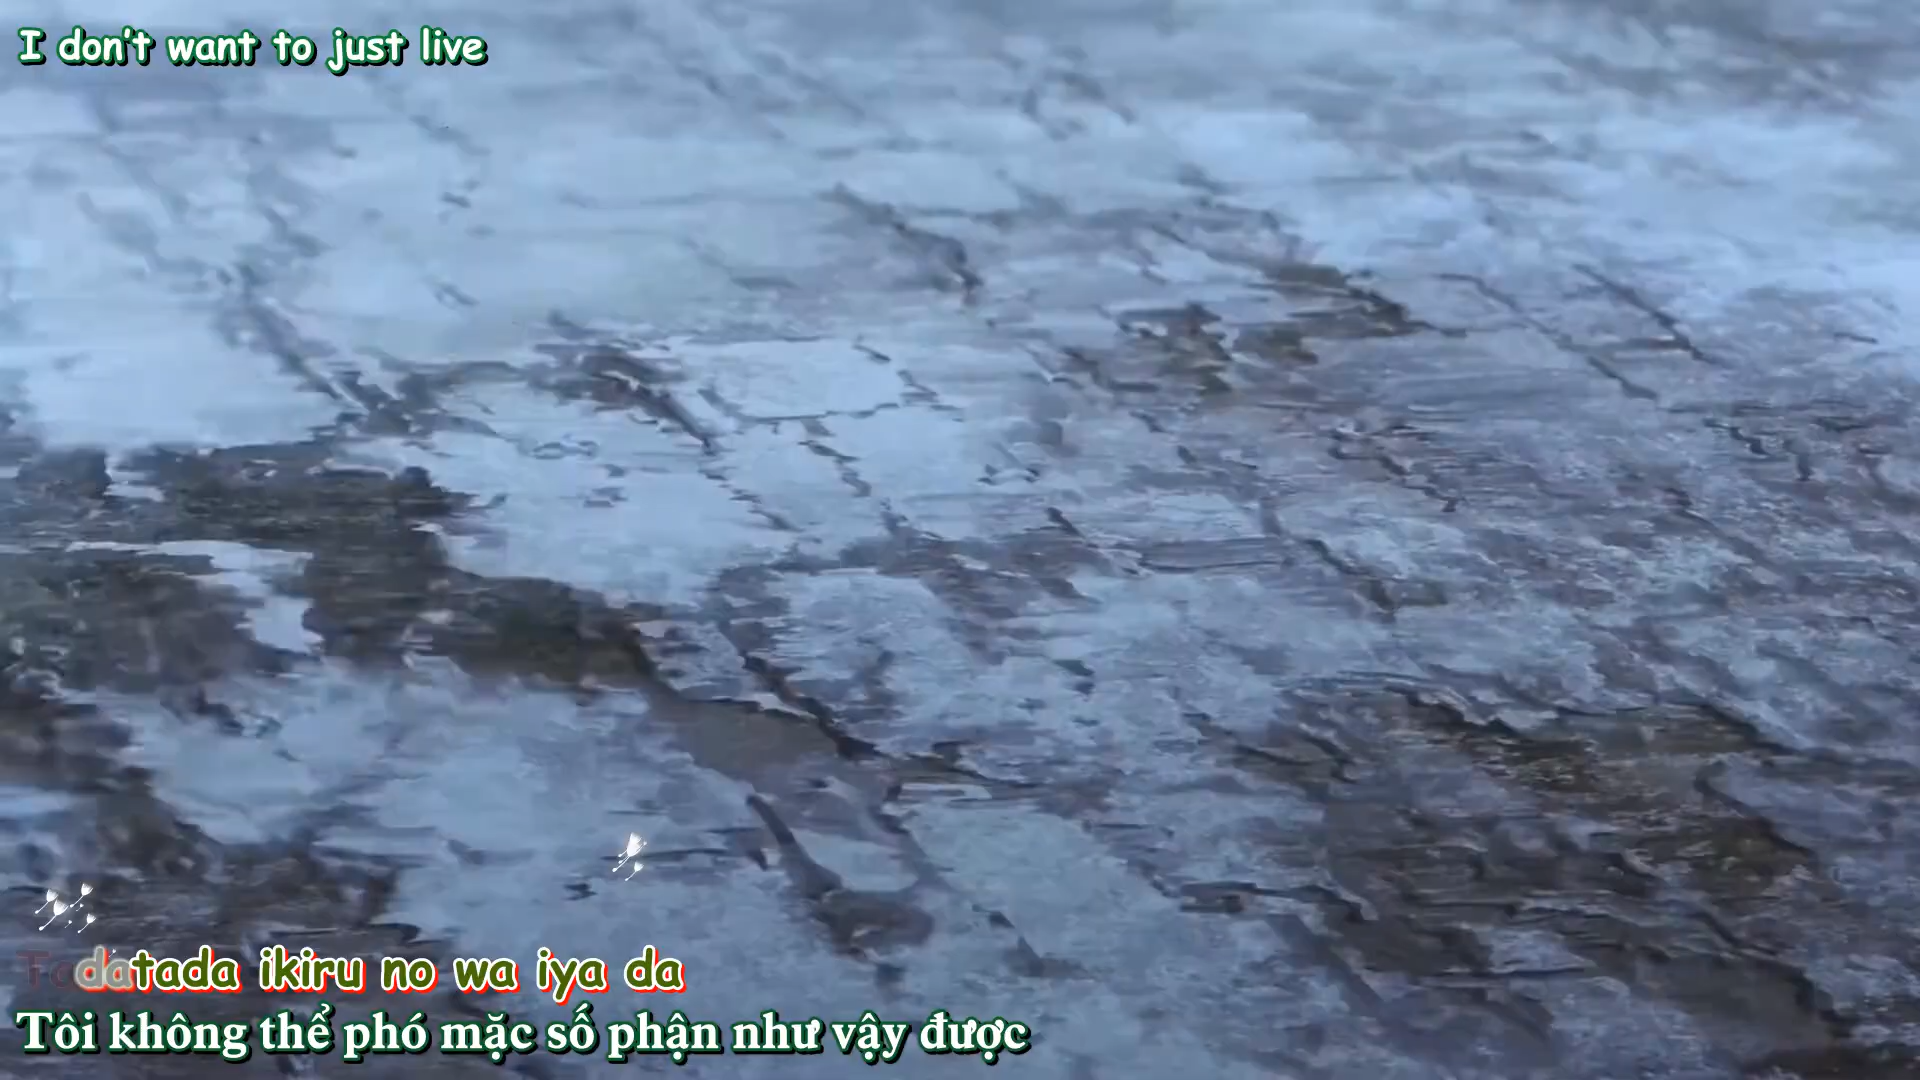 I don't want to just live
Tadatada ikiru no wa iya da
Tôi không thể phó mặc số phận như vậy được